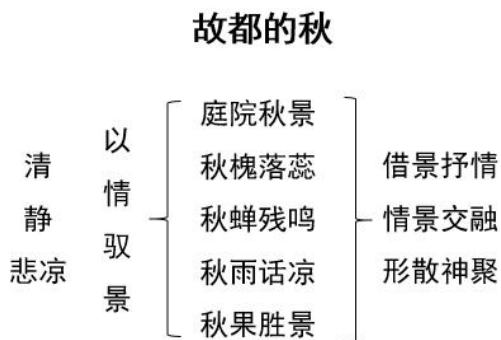 故都的秋
清
静
悲凉
以
情
驭
景
庭院秋景
秋槐落蕊
秋蝉残鸣
秋雨话凉
秋果胜景
借景抒情
情景交融
形散神聚